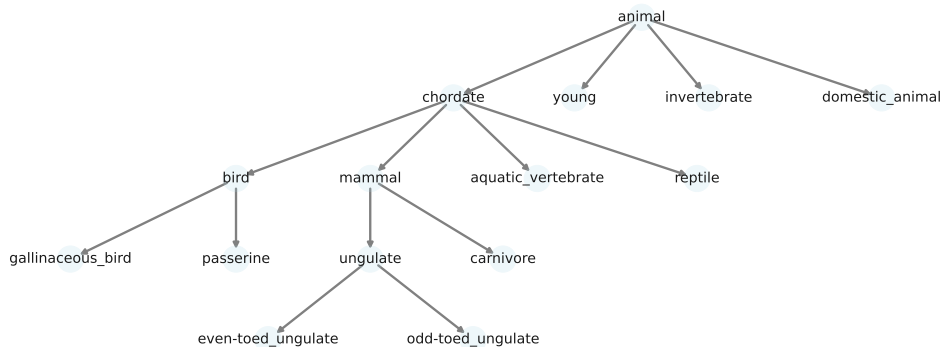 animal
chordate young invertebrate domestic_animal
bird mammal aquatic_vertebrate reptile
gallinaceous_bird passerine ungulate carnivore
even-toed_ungulate odd-toed_ungulate